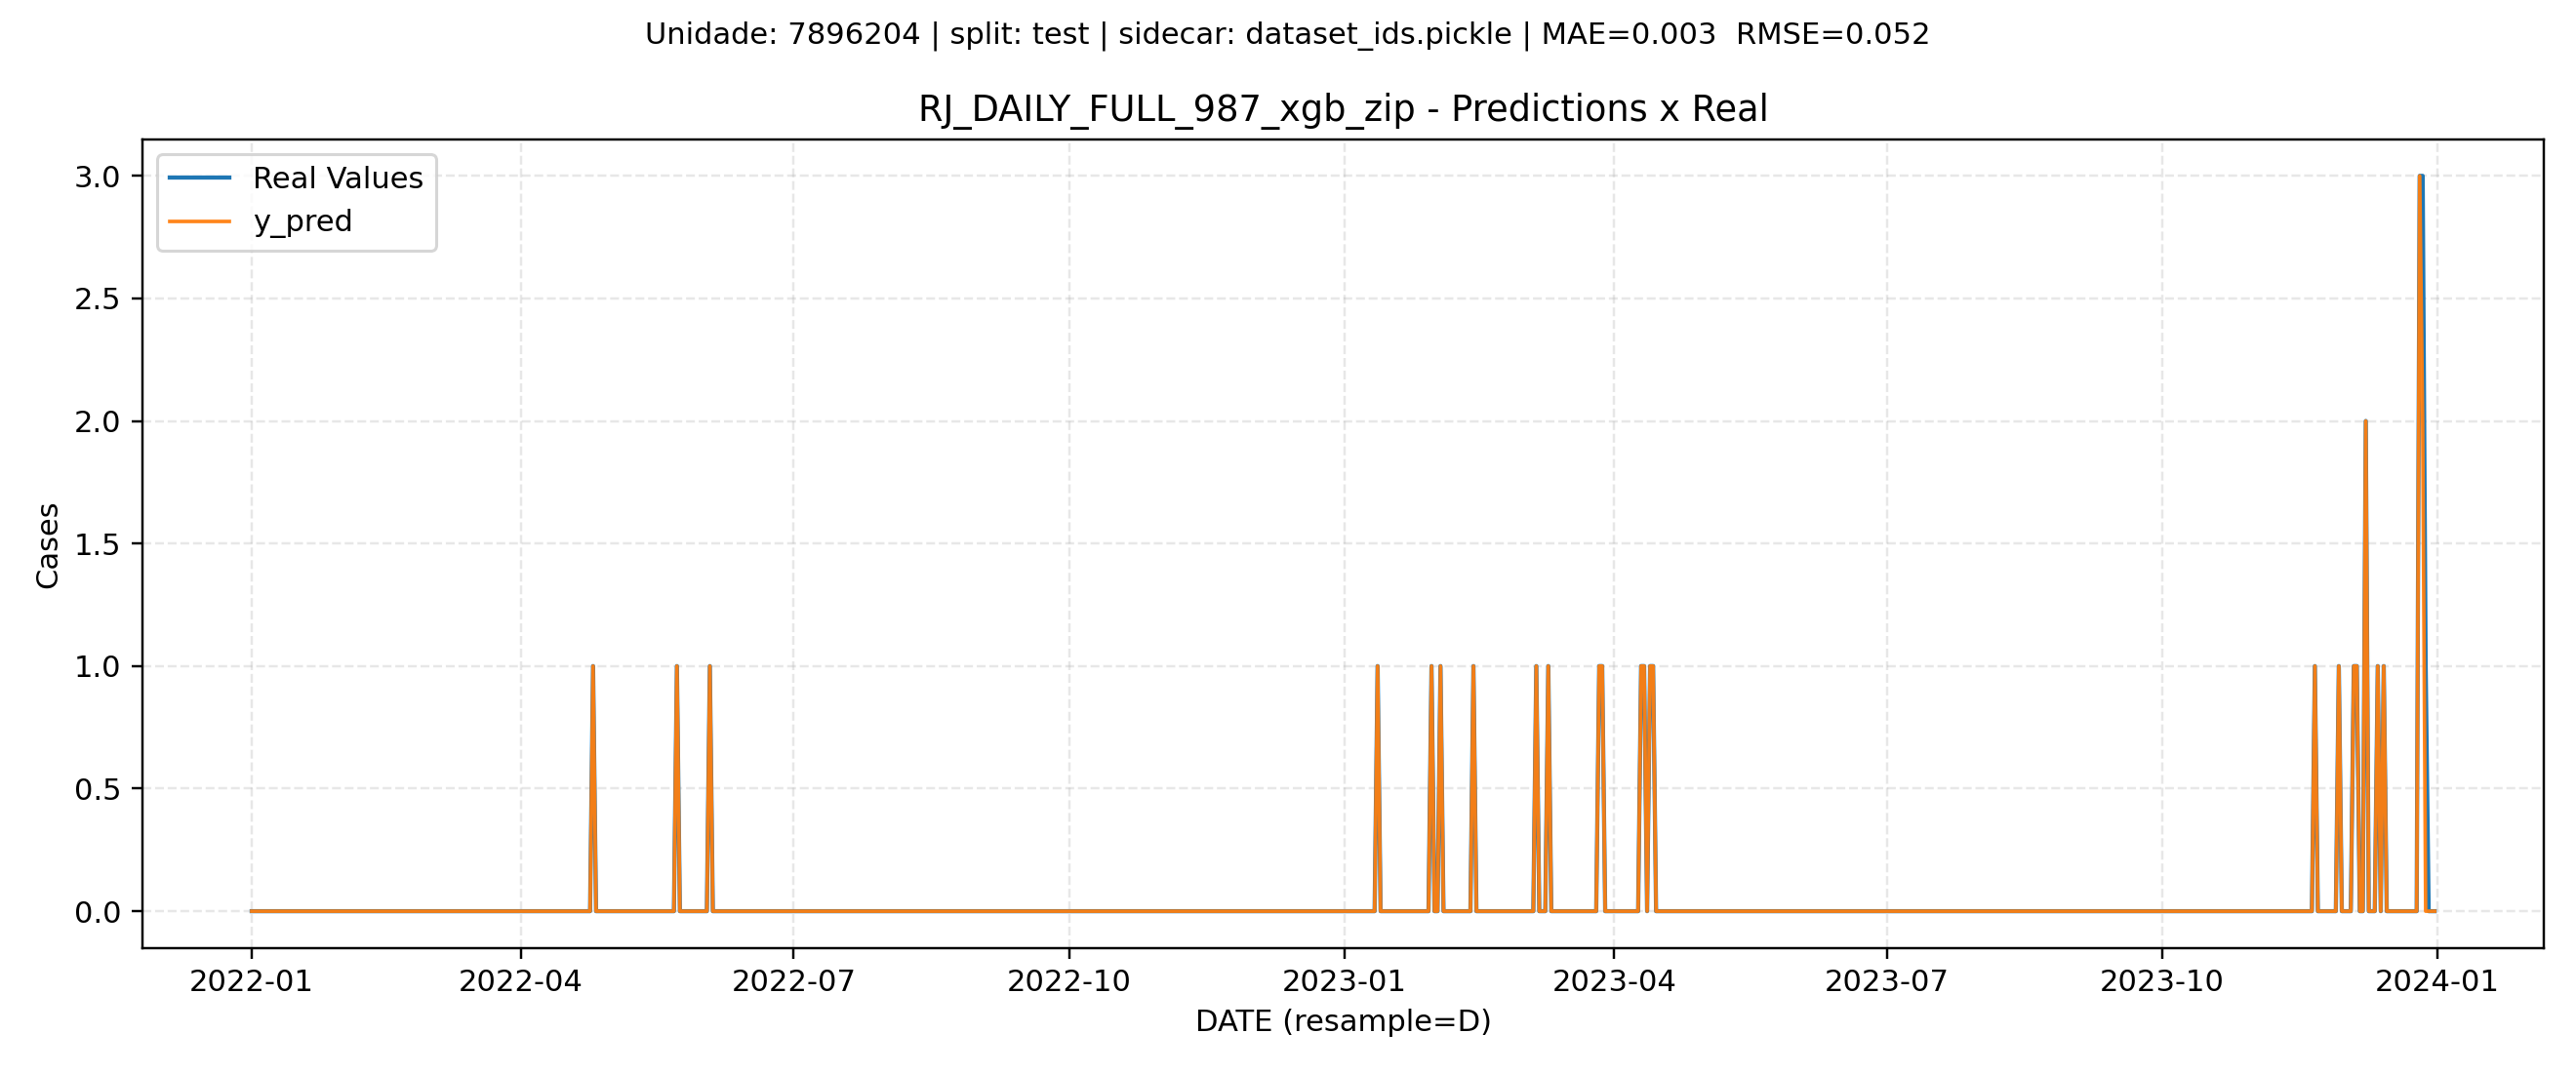 Unidade: 7896204 | split: test | sidecar: dataset_ids.pickle | MAE=0.003  RMSE=0.052
RJ_DAILY_FULL_987_xgb_zip - Predictions x Real
Real Values
y_pred
3.0
2.5
2.0
1.5
1.0
0.5
0.0
Cases
2022-01
2022-04
2022-07
2022-10
2023-01
2023-04
2023-07
2023-10
2024-01
DATE (resample=D)